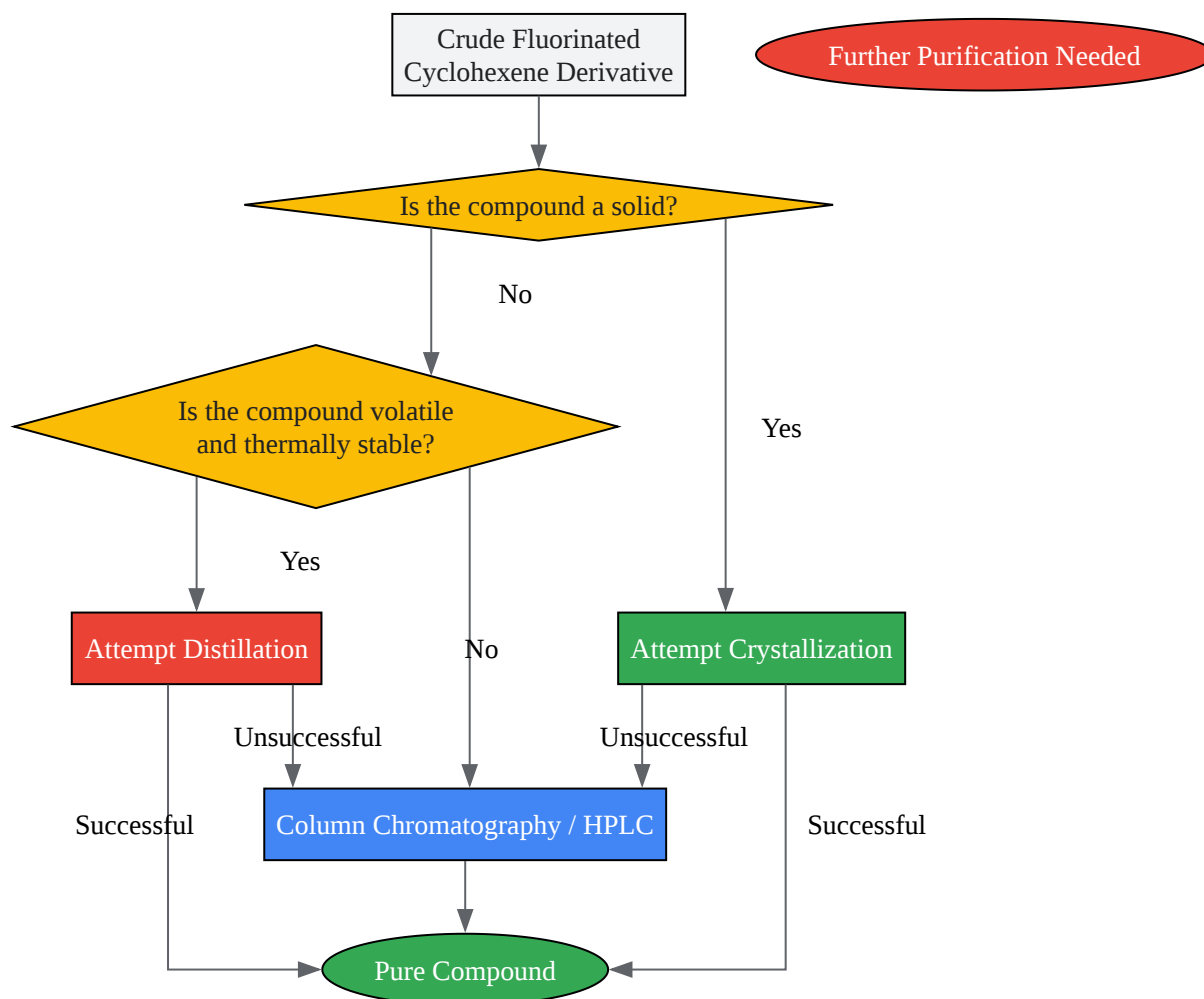 Crude Fluorinated
Cyclohexene Derivative
Further Purification Needed
Is the compound a solid?
No
Is the compound volatile
and thermally stable?
Yes
Yes
Attempt Distillation
No
Attempt Crystallization
Unsuccessful
Unsuccessful
Successful
Column Chromatography / HPLC
Successful
Pure Compound